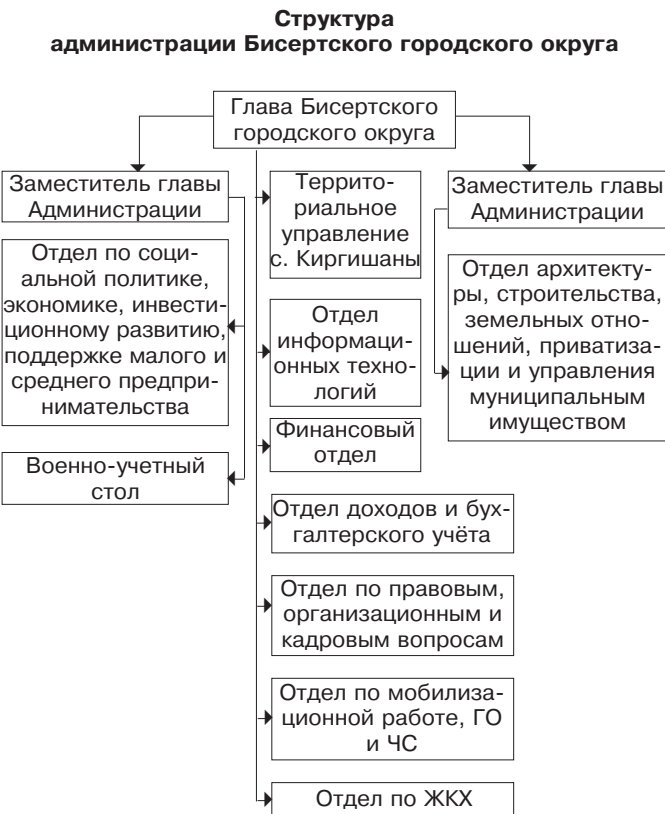 Структура
администрации Бисертского городского округа
Глава Бисертского
городского округа
Заместитель главы
Администрации
Отдел по соци-
альной политике,
экономике, инвести-
ционному развитию,
поддержке малого и
среднего предпри-
нимательства
Военно-учетный
стол
Террито-
риальное
управление
с. Киргишаны
Отдел
информаци-
онных техно-
логий
Финансовый
отдел
Отдел доходов и бух-
галтерского учёта
Отдел по правовым,
организационным и
кадровым вопросам
Отдел по мобилиза-
ционной работе, ГО
и ЧС
Отдел по ЖКХ
Заместитель главы
Администрации
Отдел архитекту-
ры, строительства,
земельных отно-
шений, приватиза-
ции и управления
муниципальным
имуществом